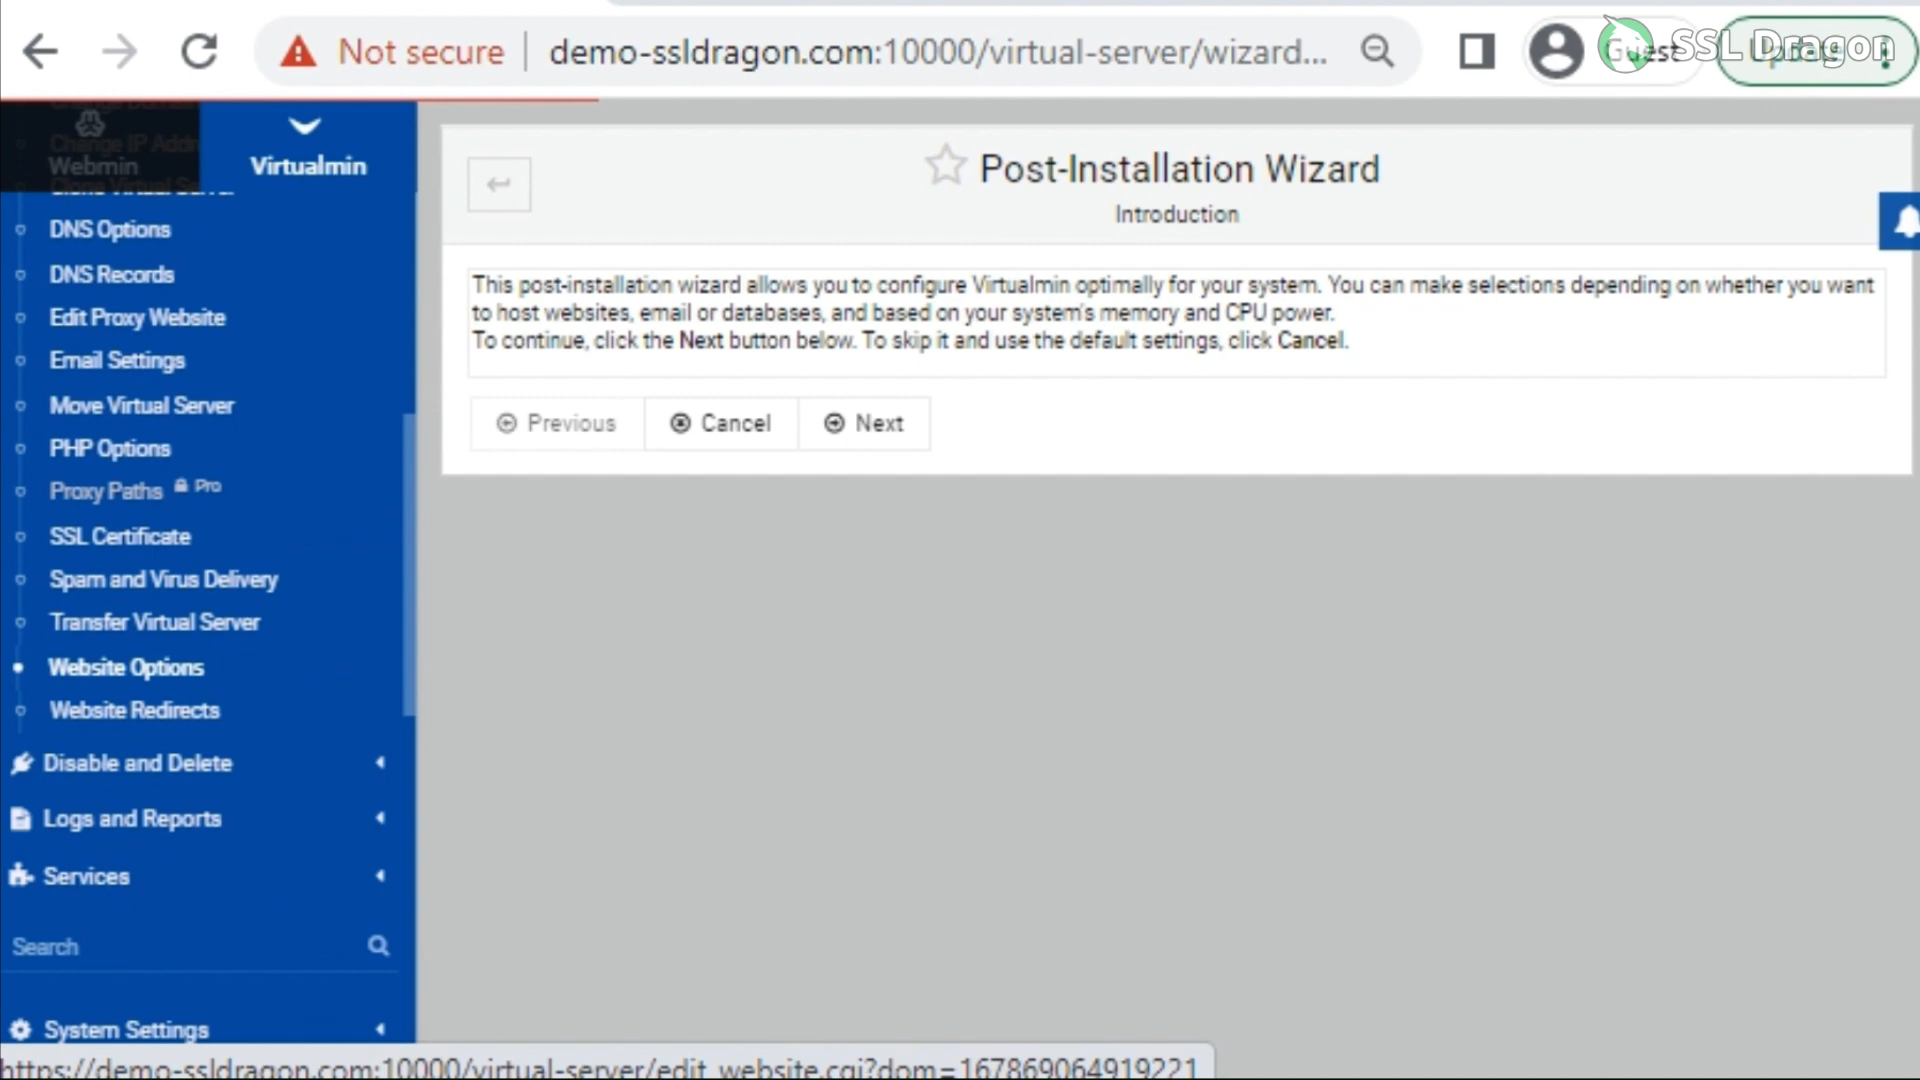 Not secure
demo-ssldragon.com:10000/virtual-server/wizard...
SSL Dragon
Webmin
Virtualmin
DNS Options
DNS Records
Edit Proxy Website
Email Settings
Move Virtual Server
PHP Options
Proxy Paths Pro
SSL Certificate
Spam and Virus Delivery
Transfer Virtual Server
Website Options
Website Redirects
Disable and Delete
Logs and Reports
Services
Search
System Settings
Post-Installation Wizard
Introduction
This post-installation wizard allows you to configure Virtualmin optimally for your system. You can make selections depending on whether you want
to host websites, email or databases, and based on your system's memory and CPU power.
To continue, click the Next button below. To skip it and use the default settings, click Cancel.
Previous
Cancel
Next
https://demo-ssldragon.com:10000/virtual-server/edit_website.cgi?dom=167869064919221